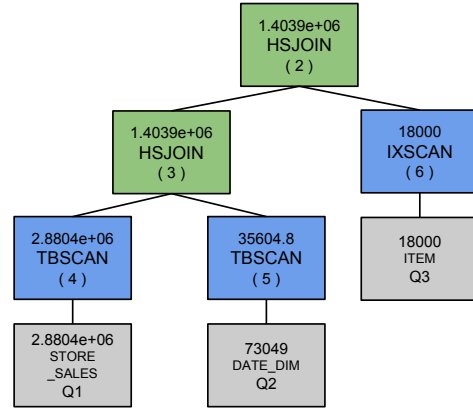 1.4039e+06
HSJOIN
( 2 )
1.4039e+06
HSJOIN
( 3 )
18000
IXSCAN
( 6 )
2.8804e+06
TBSCAN
( 4 )
35604.8
TBSCAN
( 5 )
18000
ITEM
Q3
2.8804e+06
STORE
_SALES
Q1
73049
DATE_DIM
Q2